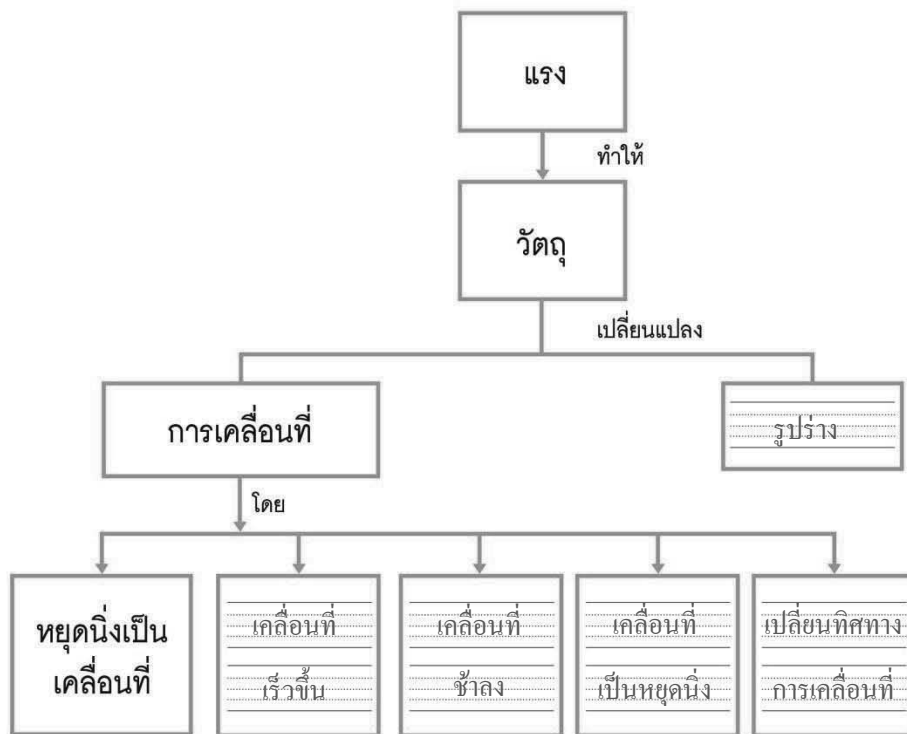 แรง
ทำให้
วัตถุ
เปลี่ยนแปลง
การเคลื่อนที่
รูปร่าง
โดย
หยุดนิ่งเป็น
เคลื่อนที่
เคลื่อนที่
เร็วขึ้น
เคลื่อนที่
ช้าลง
เคลื่อนที่
เป็นหยุดนิ่ง
เปลี่ยนทิศทาง
การเคลื่อนที่